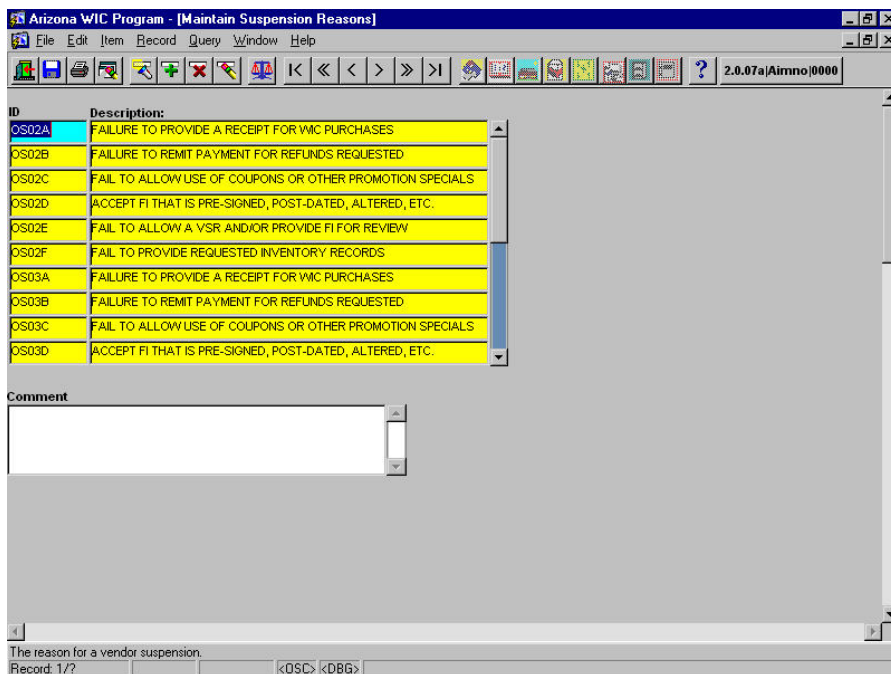 Arizona WIC Program - [Maintain Suspension Reasons]
File Edit Item Record Query Window Help
2.0.07a|Aimno|0000
ID Description:
OS02A FAILURE TO PROVIDE A RECEIPT FOR WIC PURCHASES
OS02B FAILURE TO REMIT PAYMENT FOR REFUNDS REQUESTED
OS02C FAIL TO ALLOW USE OF COUPONS OR OTHER PROMOTION SPECIALS
OS02D ACCEPT FI THAT IS PRE-SIGNED, POST-DATED, ALTERED, ETC.
OS02E FAIL TO ALLOW A VSR AND/OR PROVIDE FI FOR REVIEW
OS02F FAIL TO PROVIDE REQUESTED INVENTORY RECORDS
OS03A FAILURE TO PROVIDE A RECEIPT FOR WIC PURCHASES
OS03B FAILURE TO REMIT PAYMENT FOR REFUNDS REQUESTED
OS03C FAIL TO ALLOW USE OF COUPONS OR OTHER PROMOTION SPECIALS
OS03D ACCEPT FI THAT IS PRE-SIGNED, POST-DATED, ALTERED, ETC.
Comment
The reason for a vendor suspension.
Record: 1/? <OSC> <DBG>